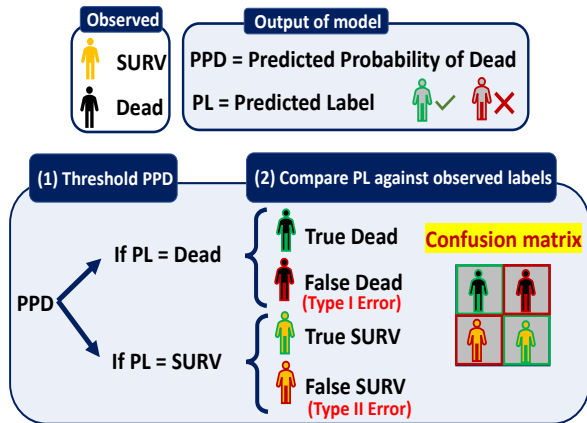 Observed
SURV
Dead
Output of model
PPD = Predicted Probability of Dead
PL = Predicted Label
(1) Threshold PPD
(2) Compare PL against observed labels
PPD
If PL = Dead
If PL = SURV
True Dead
False Dead
(Type I Error)
True SURV
False SURV
(Type II Error)
Confusion matrix